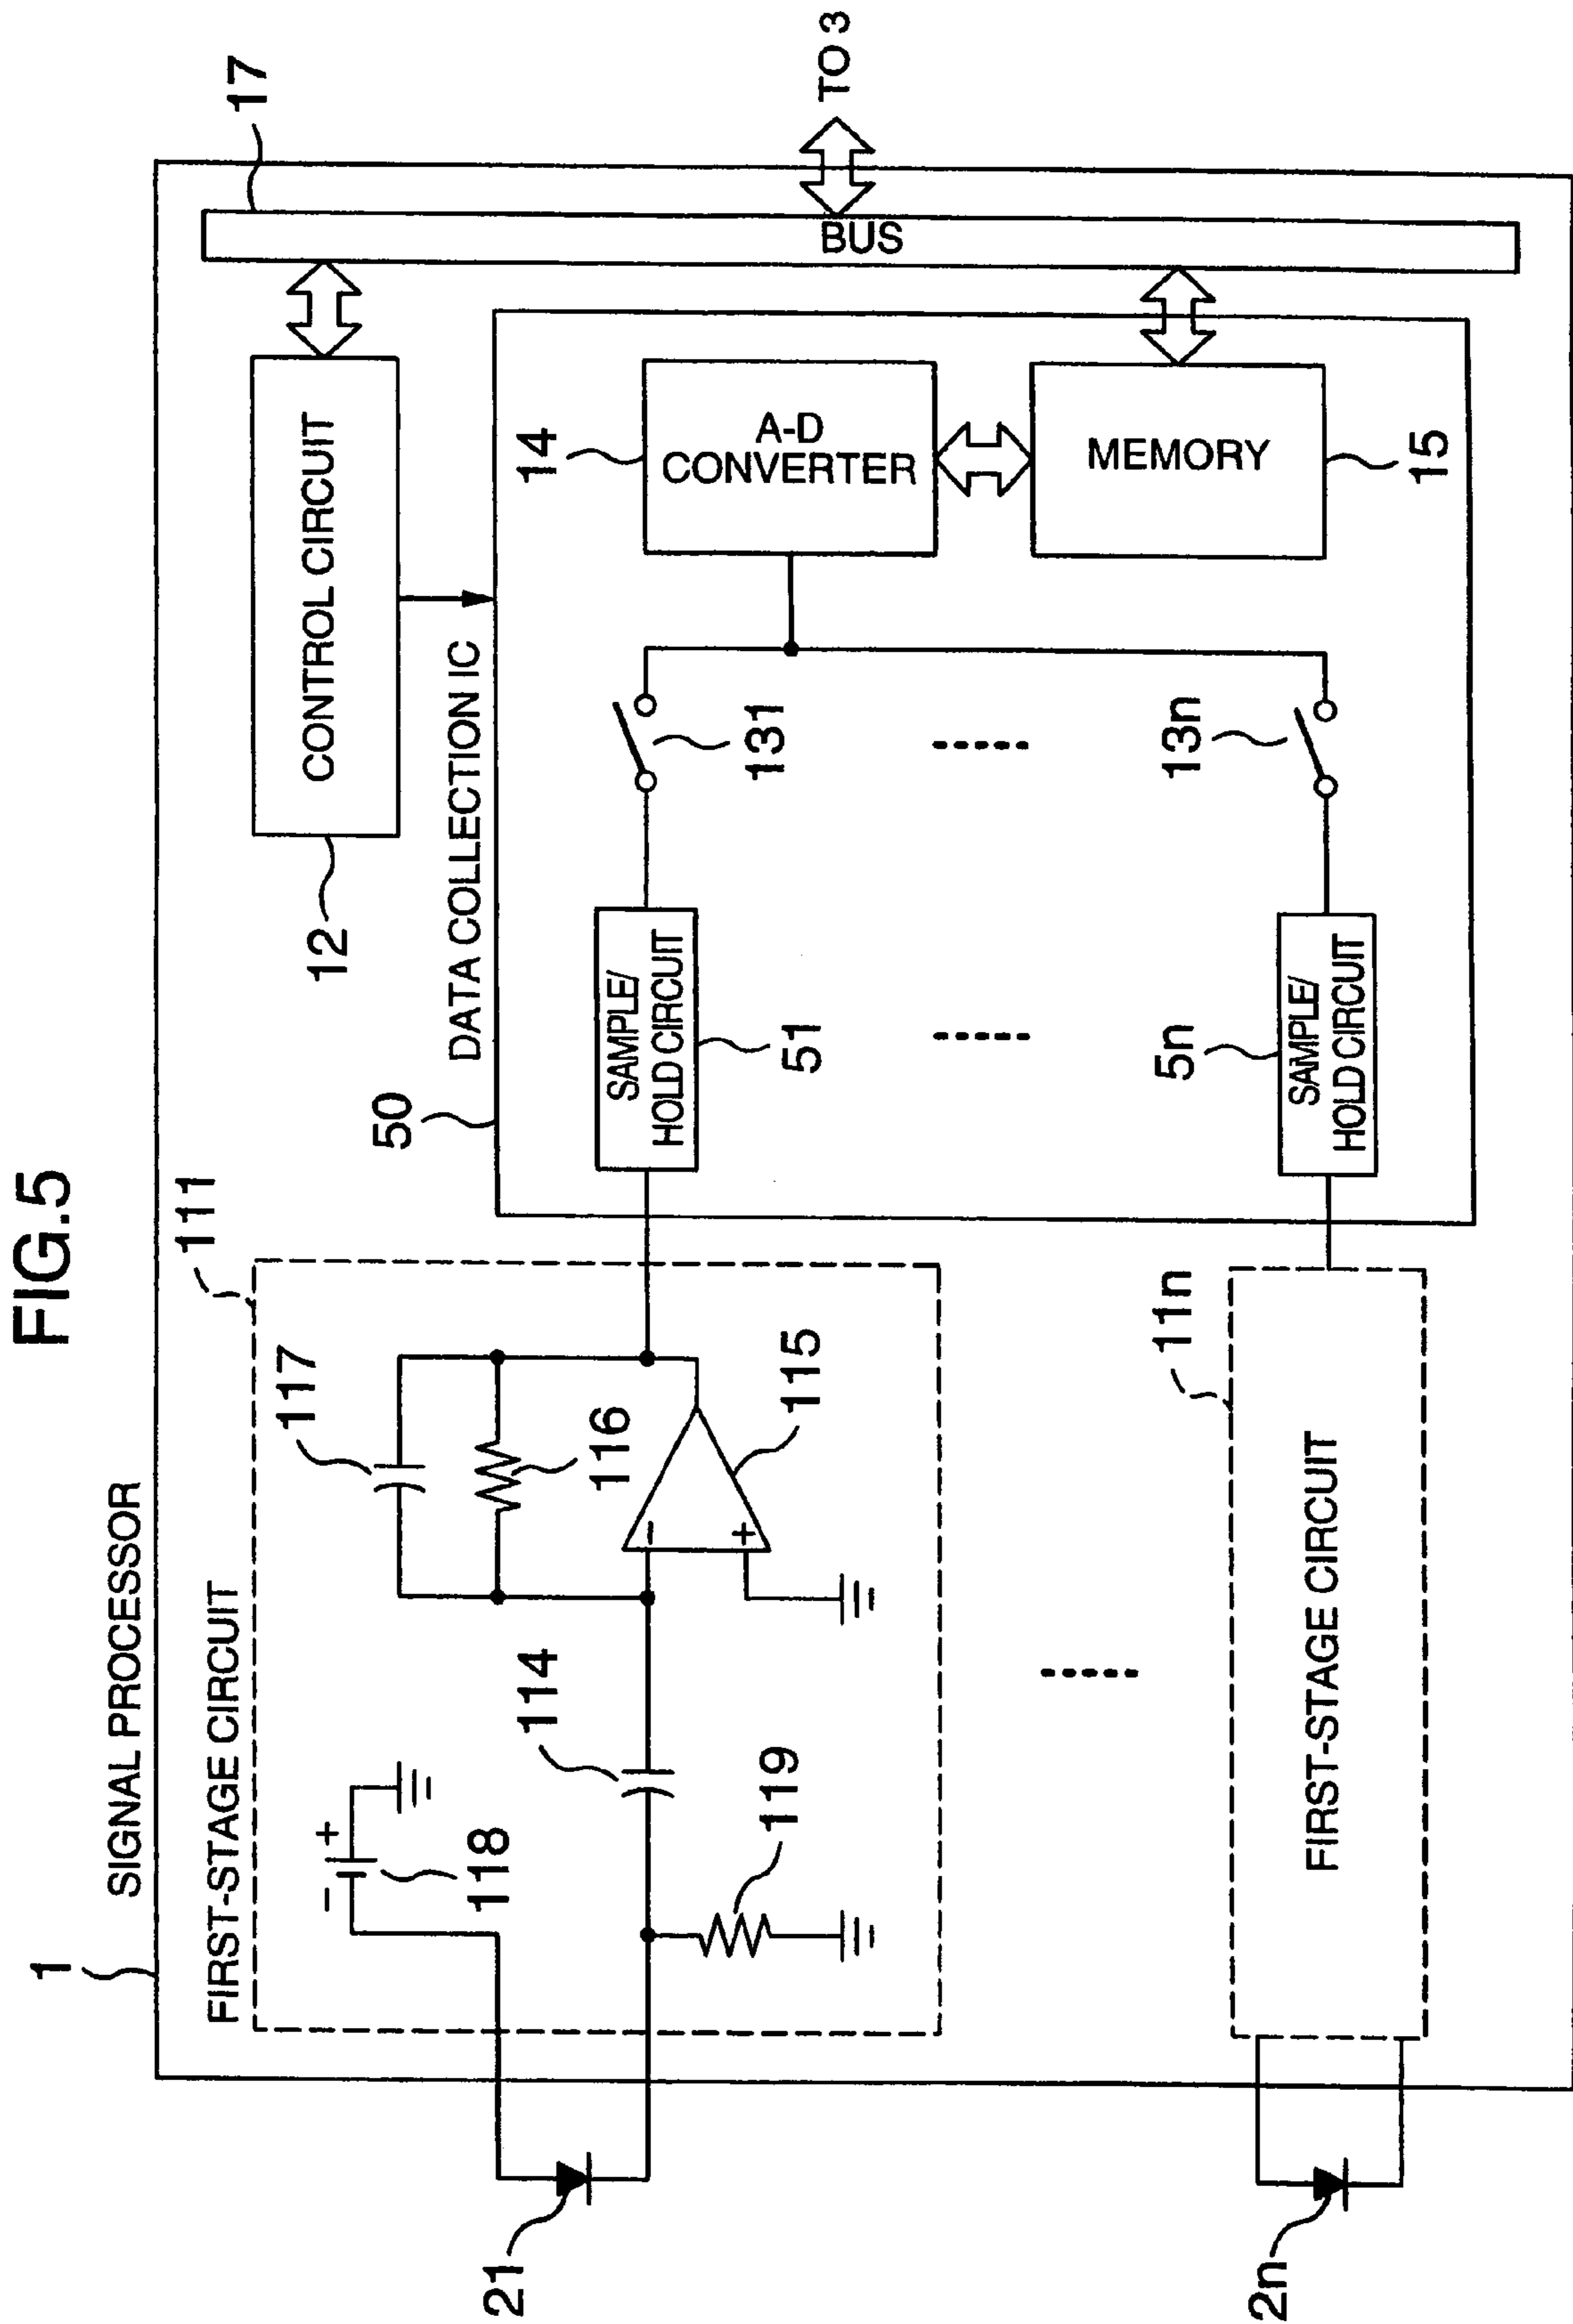 FIG.5
1
SIGNAL PROCESSOR
17
CONTROL CIRCUIT
12
FIRST-STAGE CIRCUIT
111
50
DATA COLLECTION IC
BUS
TO 3
118
−
+
117
116
−
+
115
114
119
21
SAMPLE/
HOLD CIRCUIT
51
131
14
A-D
CONVERTER
MEMORY
15
11n
FIRST-STAGE CIRCUIT
2n
5n
SAMPLE/
HOLD CIRCUIT
13n